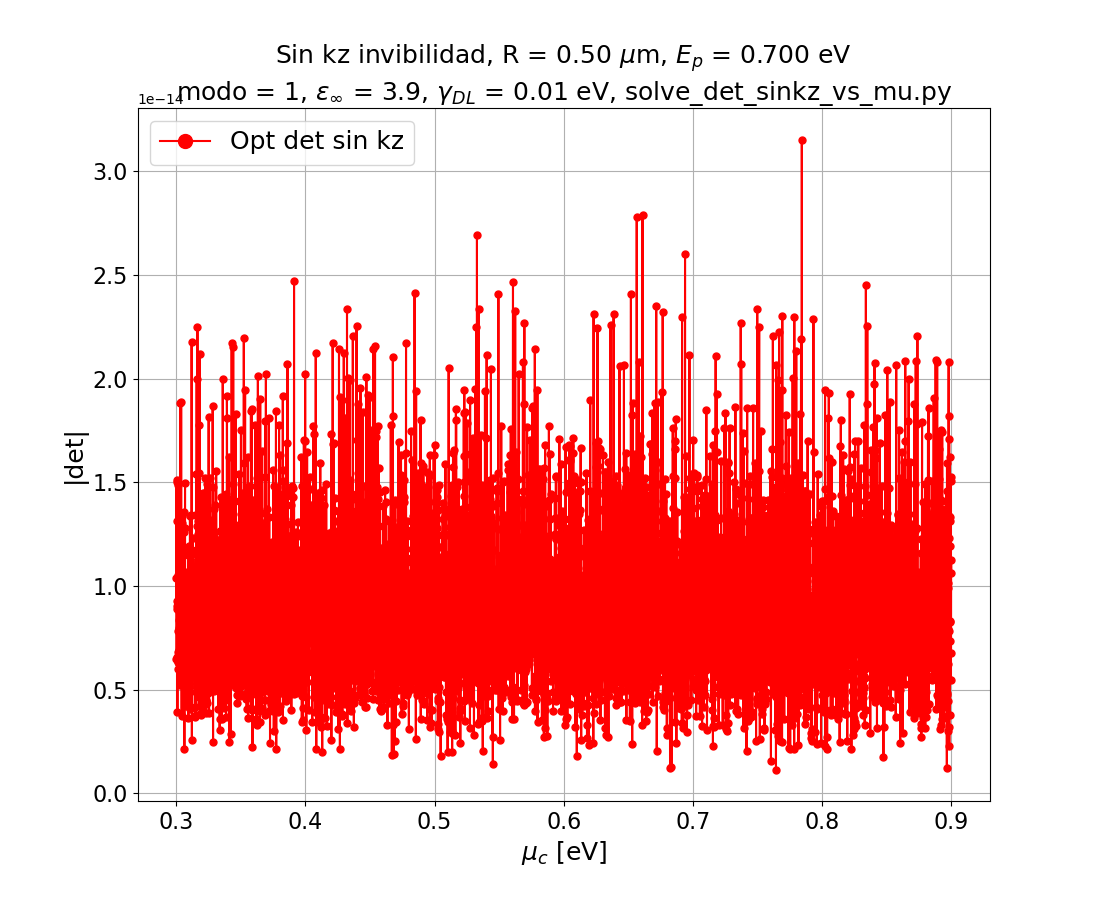 Sin kz invibilidad, R = 0.50 μm, E_p = 0.700 eV
modo = 1, ε_∞ = 3.9, γ_DL = 0.01 eV, solve_det_sinkz_vs_mu.py
1e−14
Opt det sin kz
3.0
2.5
2.0
1.5
1.0
0.5
0.0
|det|
0.3 0.4 0.5 0.6 0.7 0.8 0.9
μ_c [eV]